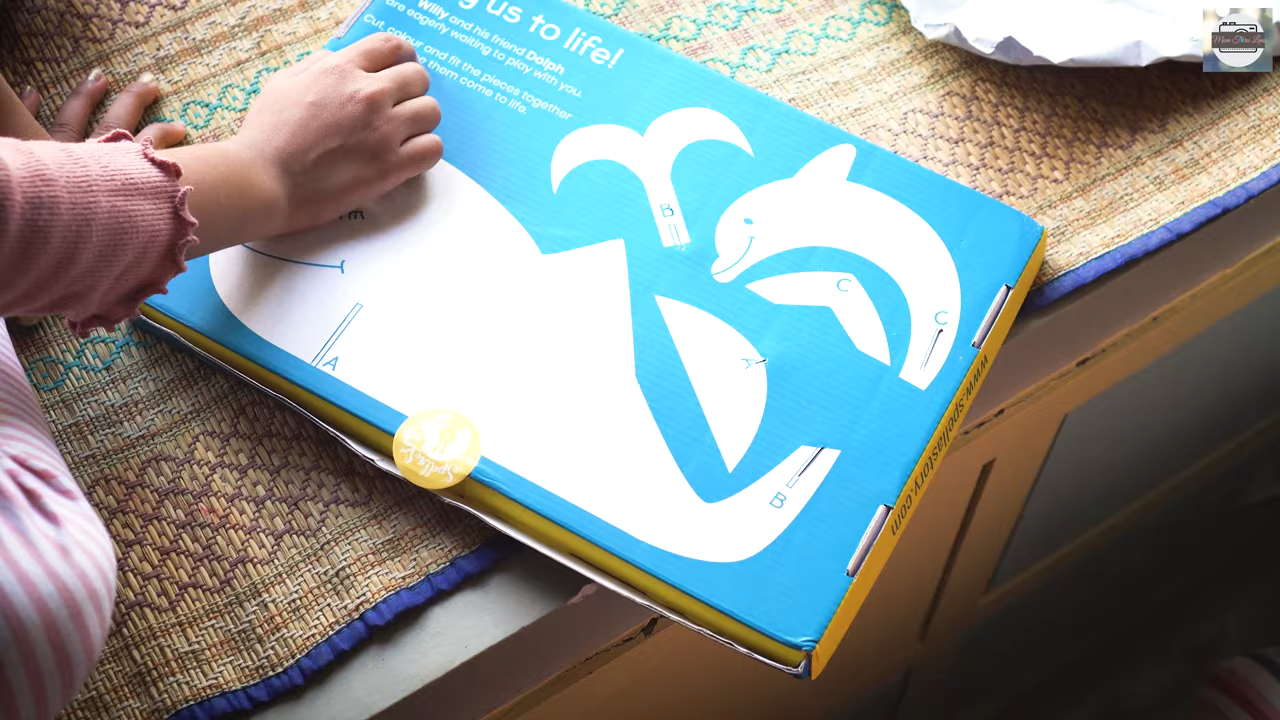 g us to life!
Willy and his friend Dolph
are eagerly waiting to play with you.
Cut, colour and fit the pieces together
them come to life.
B
C
C
A
A
B
www.spellastory.com